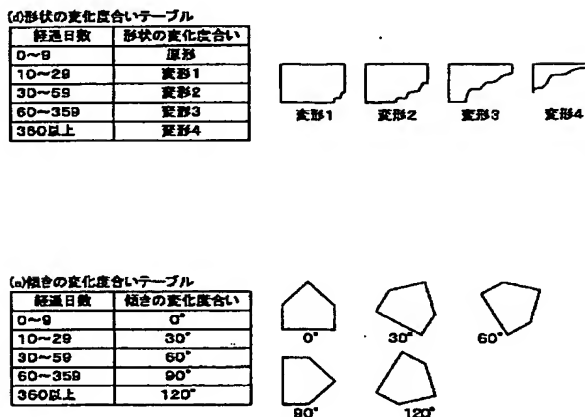 (d)形状の変化度合いテーブル
経過日数 形状の変化度合い
0~9 原形
10~29 変形1
30~59 変形2
60~359 変形3
360以上 変形4
変形1 変形2 変形3 変形4
(e)傾きの変化度合いテーブル
経過日数 傾きの変化度合い
0~9 0°
10~29 30°
30~59 60°
60~359 90°
360以上 120°
0° 30° 60°
90° 120°